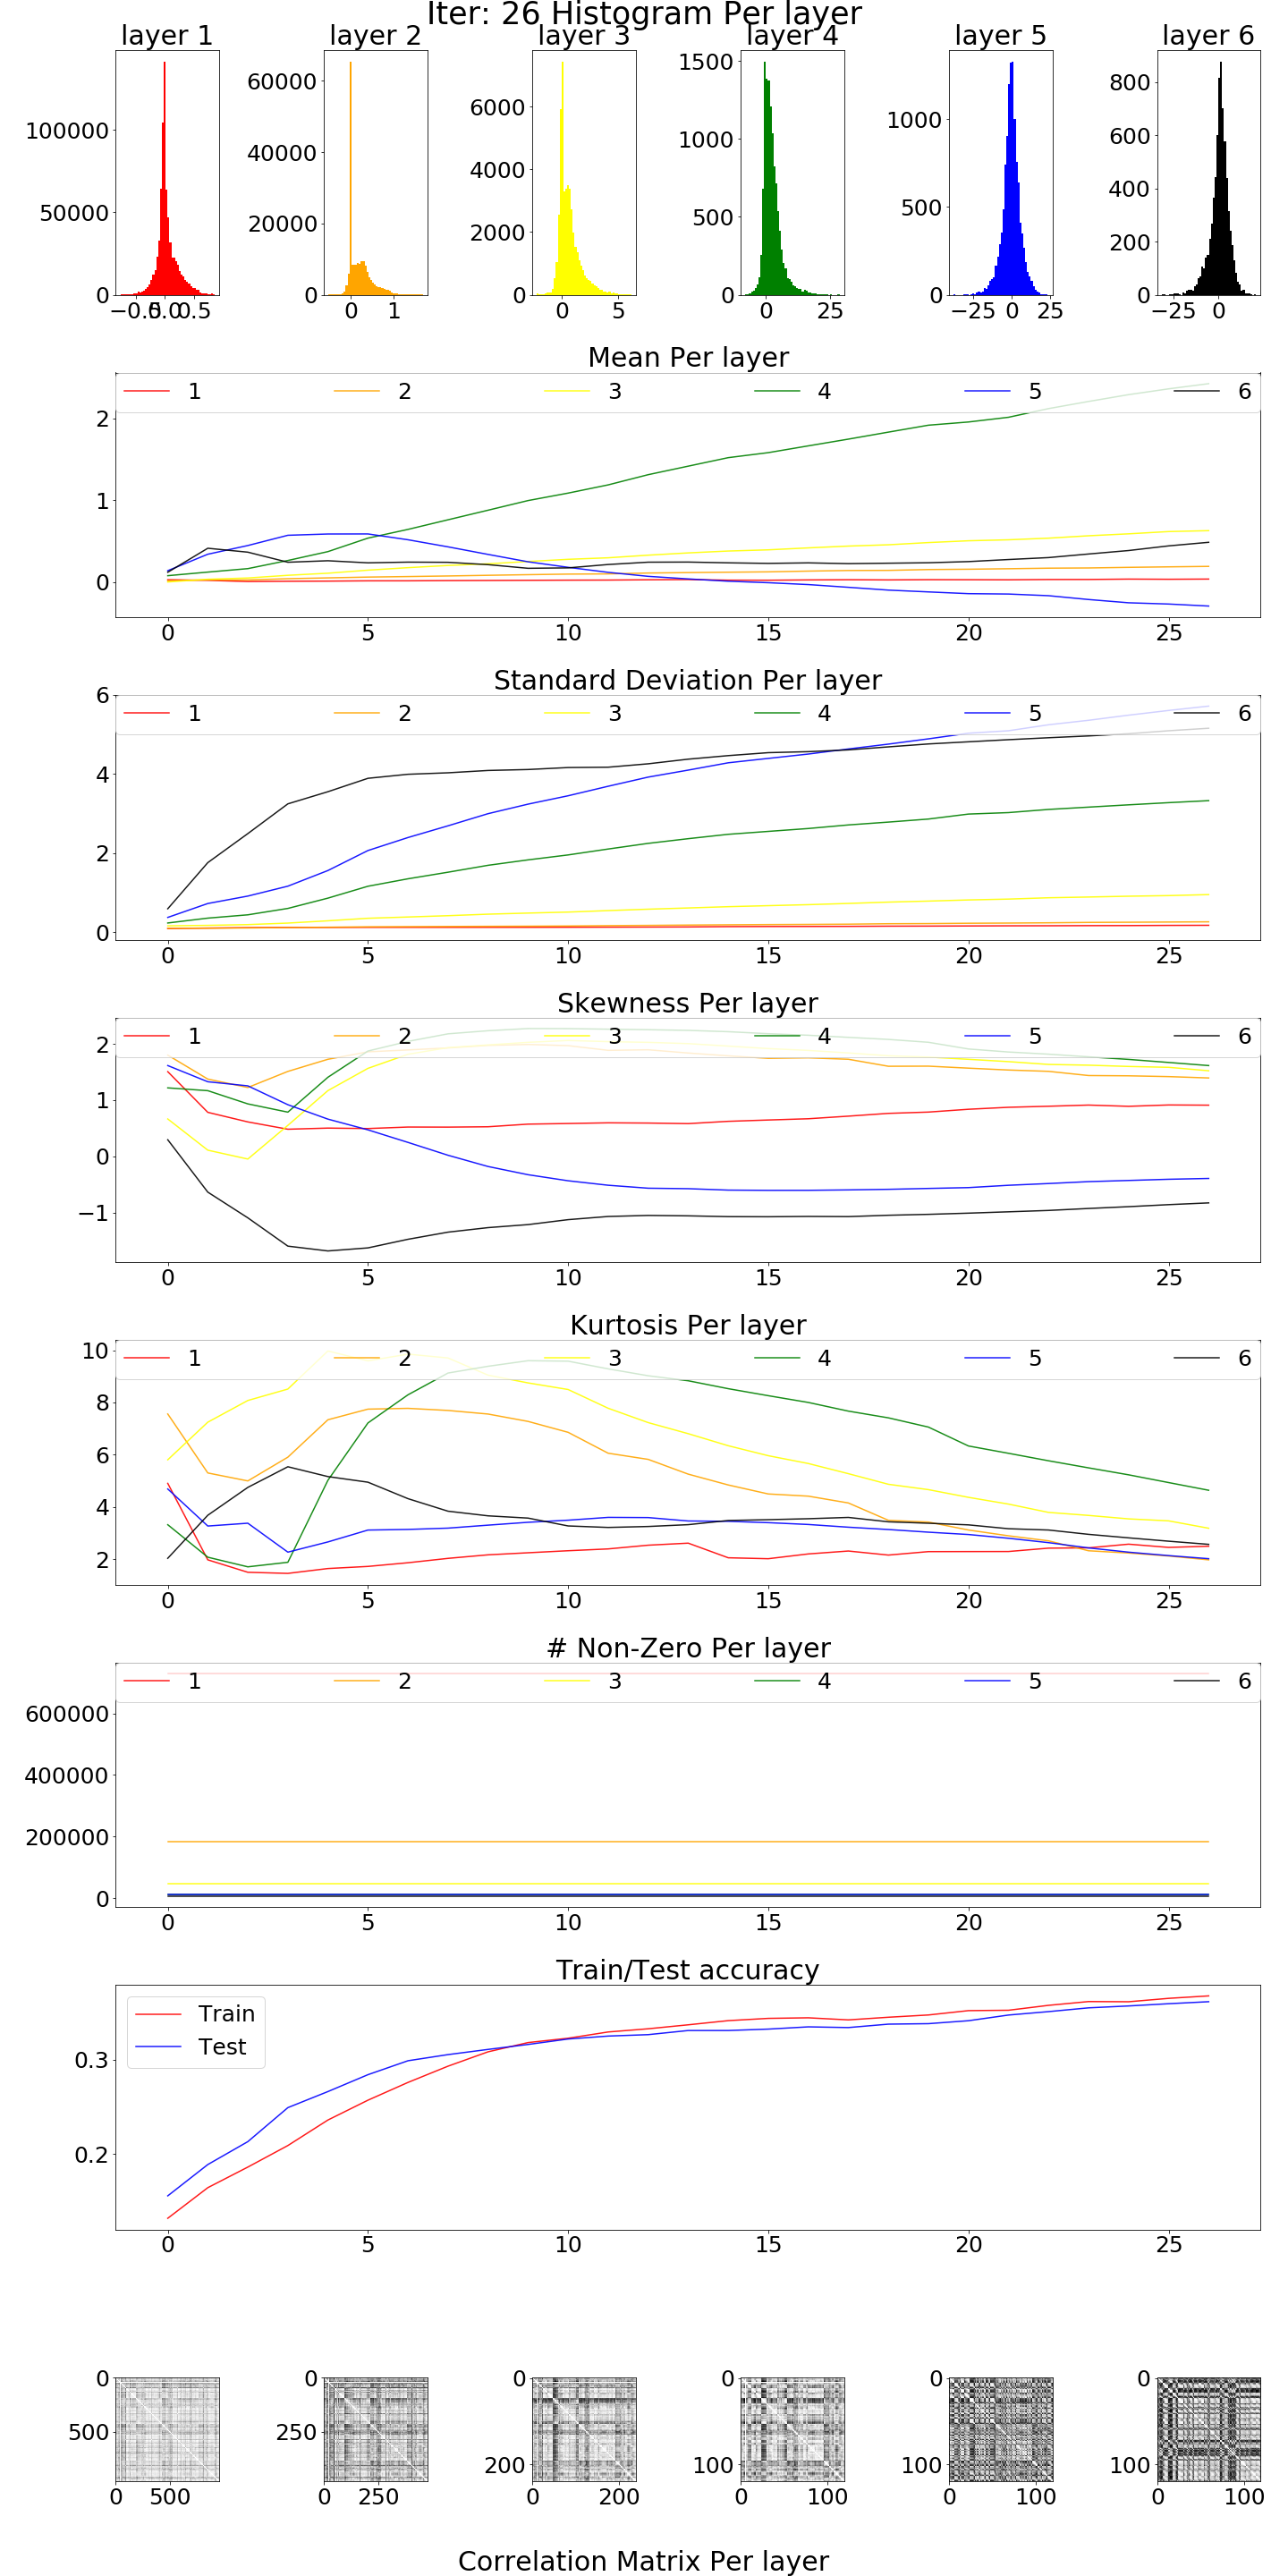 Iter: 26 Histogram Per layer
layer 1 layer 2 layer 3 layer 4 layer 5 layer 6
100000 50000 0
−0.5 0.0 0.5
60000 40000 20000 0
0 1
6000 4000 2000 0
0 5
1500 1000 500 0
0 25
1000 500 0
−25 0 25
800 600 400 200 0
−25 0
Mean Per layer
1 2 3 4 5 6
2
1
0
0 5 10 15 20 25
Standard Deviation Per layer
6
1 2 3 4 5 6
4
2
0
0 5 10 15 20 25
Skewness Per layer
2
1 2 3 4 5 6
1
0
−1
0 5 10 15 20 25
Kurtosis Per layer
10
1 2 3 4 5 6
8
6
4
2
0 5 10 15 20 25
# Non-Zero Per layer
1 2 3 4 5 6
600000
400000
200000
0
0 5 10 15 20 25
Train/Test accuracy
Train
Test
0.3
0.2
0 5 10 15 20 25
0 500
0 500
0 250
0 250
0 200
0 200
0 100
0 100
0 100
0 100
0 100
0 100
Correlation Matrix Per layer